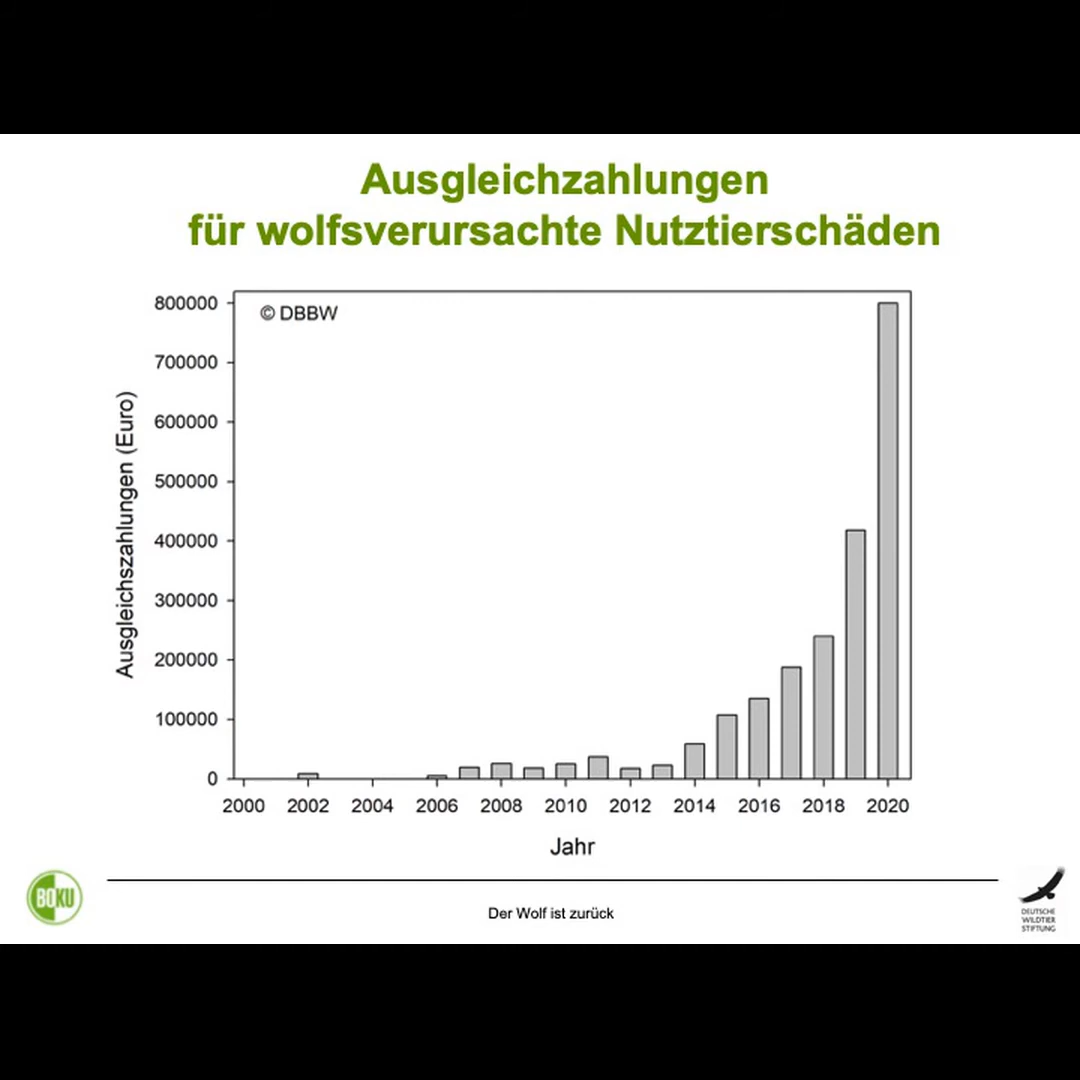 Ausgleichzahlungen
für wolfsverursachte Nutztierschäden
© DBBW
Ausgleichszahlungen (Euro)
800000
700000
600000
500000
400000
300000
200000
100000
0
2000 2002 2004 2006 2008 2010 2012 2014 2016 2018 2020
Jahr
BOKU
Der Wolf ist zurück
DEUTSCHE
WILDTIER
STIFTUNG